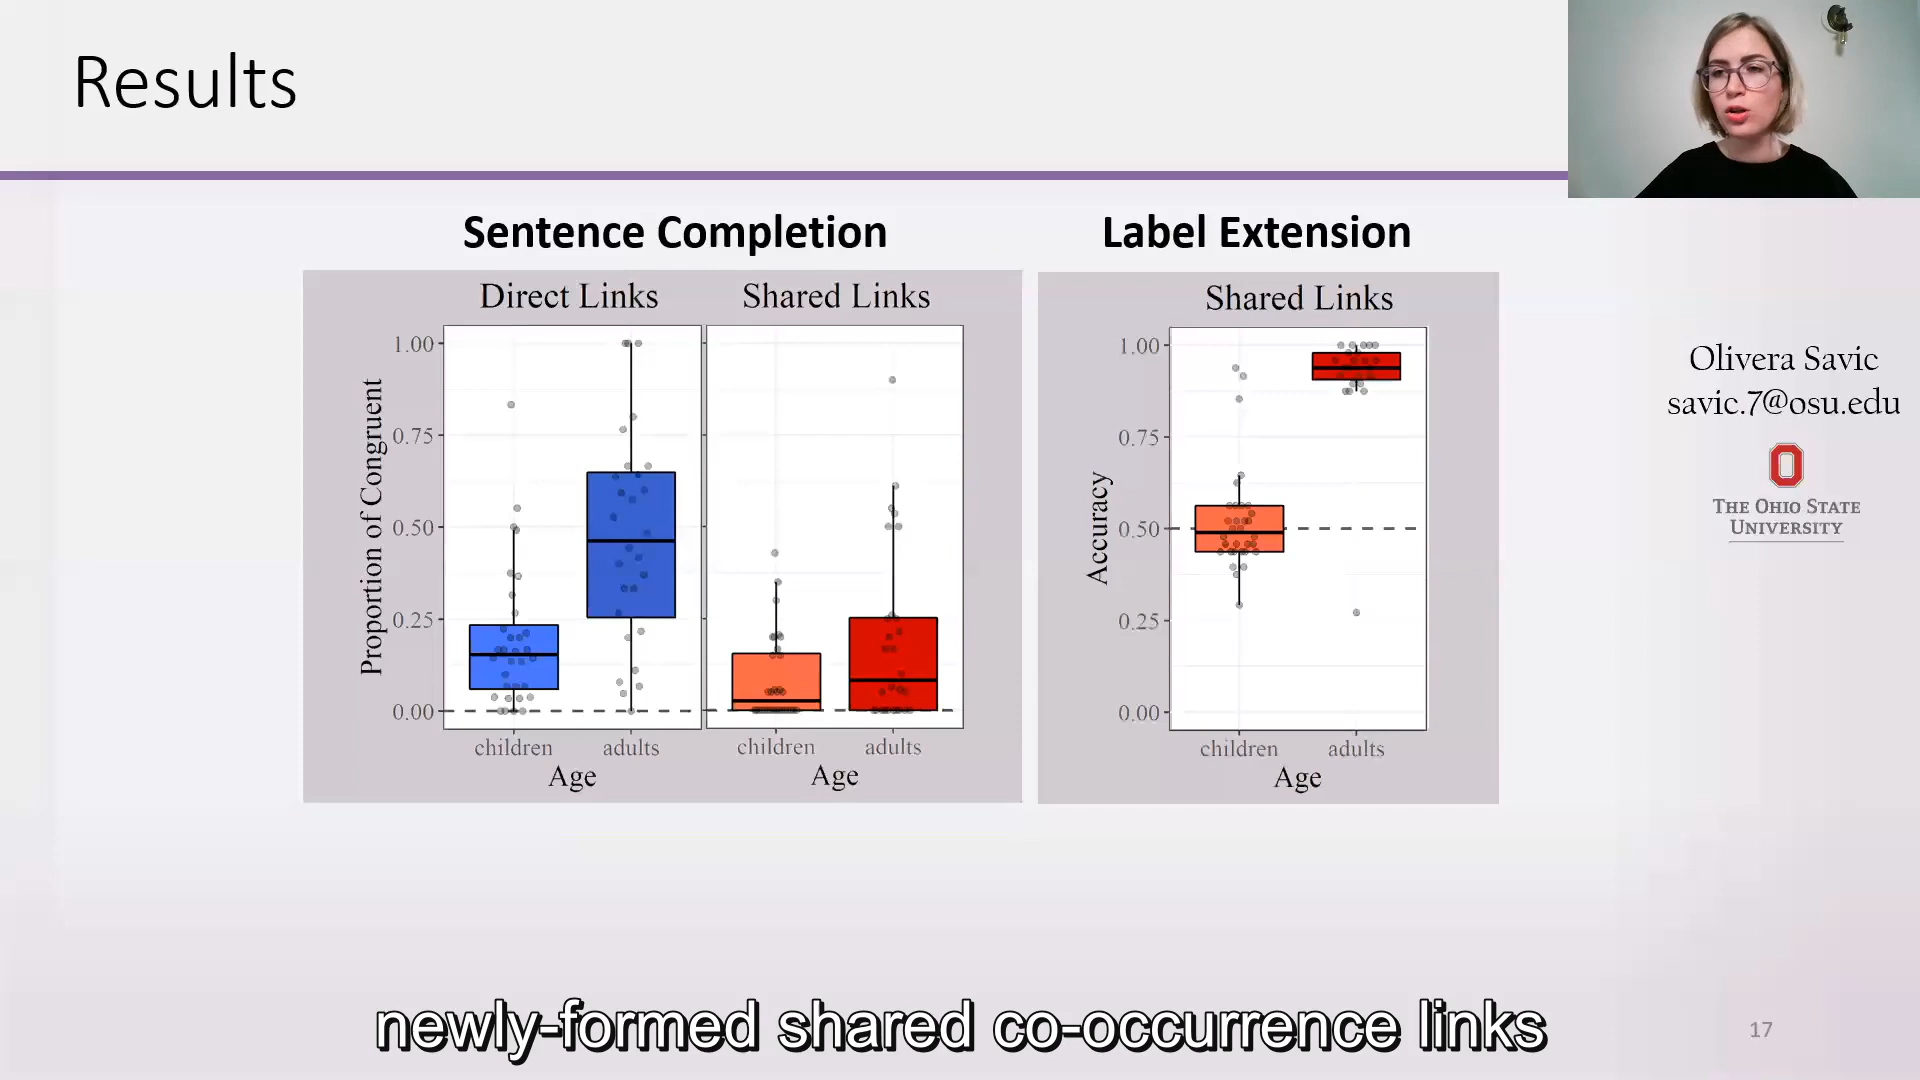 Results
Sentence Completion
Label Extension
Direct Links
Shared Links
Proportion of Congruent
1.00
0.75
0.50
0.25
0.00
children
adults
children
adults
Age
Age
Shared Links
Accuracy
1.00
0.75
0.50
0.25
0.00
children
adults
Age
Olivera Savic
savic.7@osu.edu
THE OHIO STATE
UNIVERSITY
newly-formed shared co-occurrence links
17